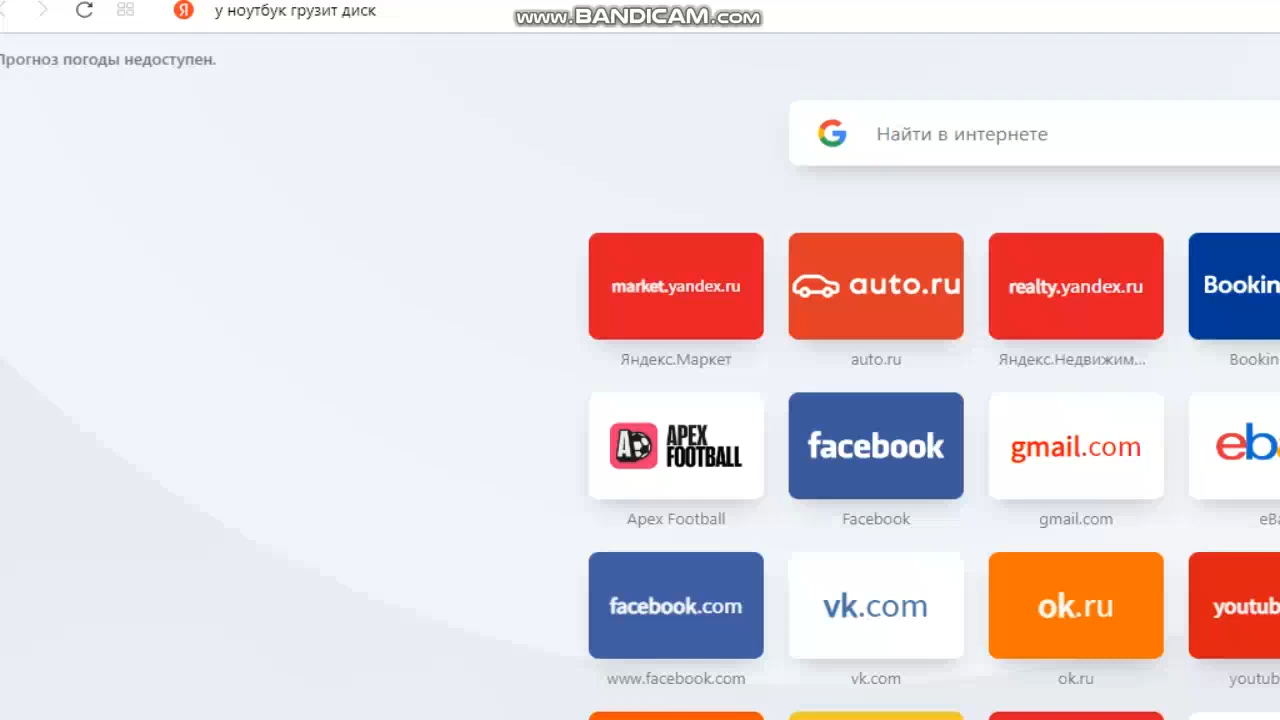 у ноутбук грузит диск
www.BANDICAM.com
Прогноз погоды недоступен.
Найти в интернете
market.yandex.ru
auto.ru
realty.yandex.ru
Яндекс.Маркет
auto.ru
Яндекс.Недвижим...
APEX
FOOTBALL
facebook
gmail.com
Apex Football
Facebook
gmail.com
facebook.com
vk.com
ok.ru
www.facebook.com
vk.com
ok.ru